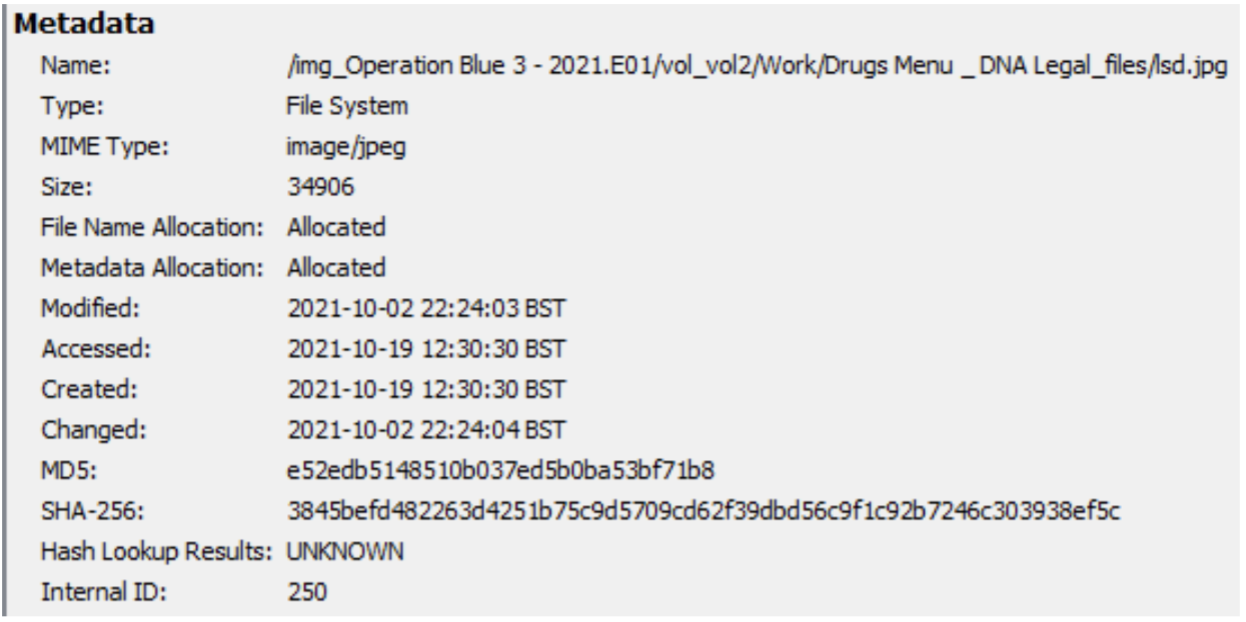 Metadata
Name: /img_Operation Blue 3 - 2021.E01/vol_vol2/Work/Drugs Menu _ DNA Legal_files/lsd.jpg
Type: File System
MIME Type: image/jpeg
Size: 34906
File Name Allocation: Allocated
Metadata Allocation: Allocated
Modified: 2021-10-02 22:24:03 BST
Accessed: 2021-10-19 12:30:30 BST
Created: 2021-10-19 12:30:30 BST
Changed: 2021-10-02 22:24:04 BST
MD5: e52edb5148510b037ed5b0ba53bf71b8
SHA-256: 3845befd482263d4251b75c9d5709cd62f39dbd56c9f1c92b7246c303938ef5c
Hash Lookup Results: UNKNOWN
Internal ID: 250